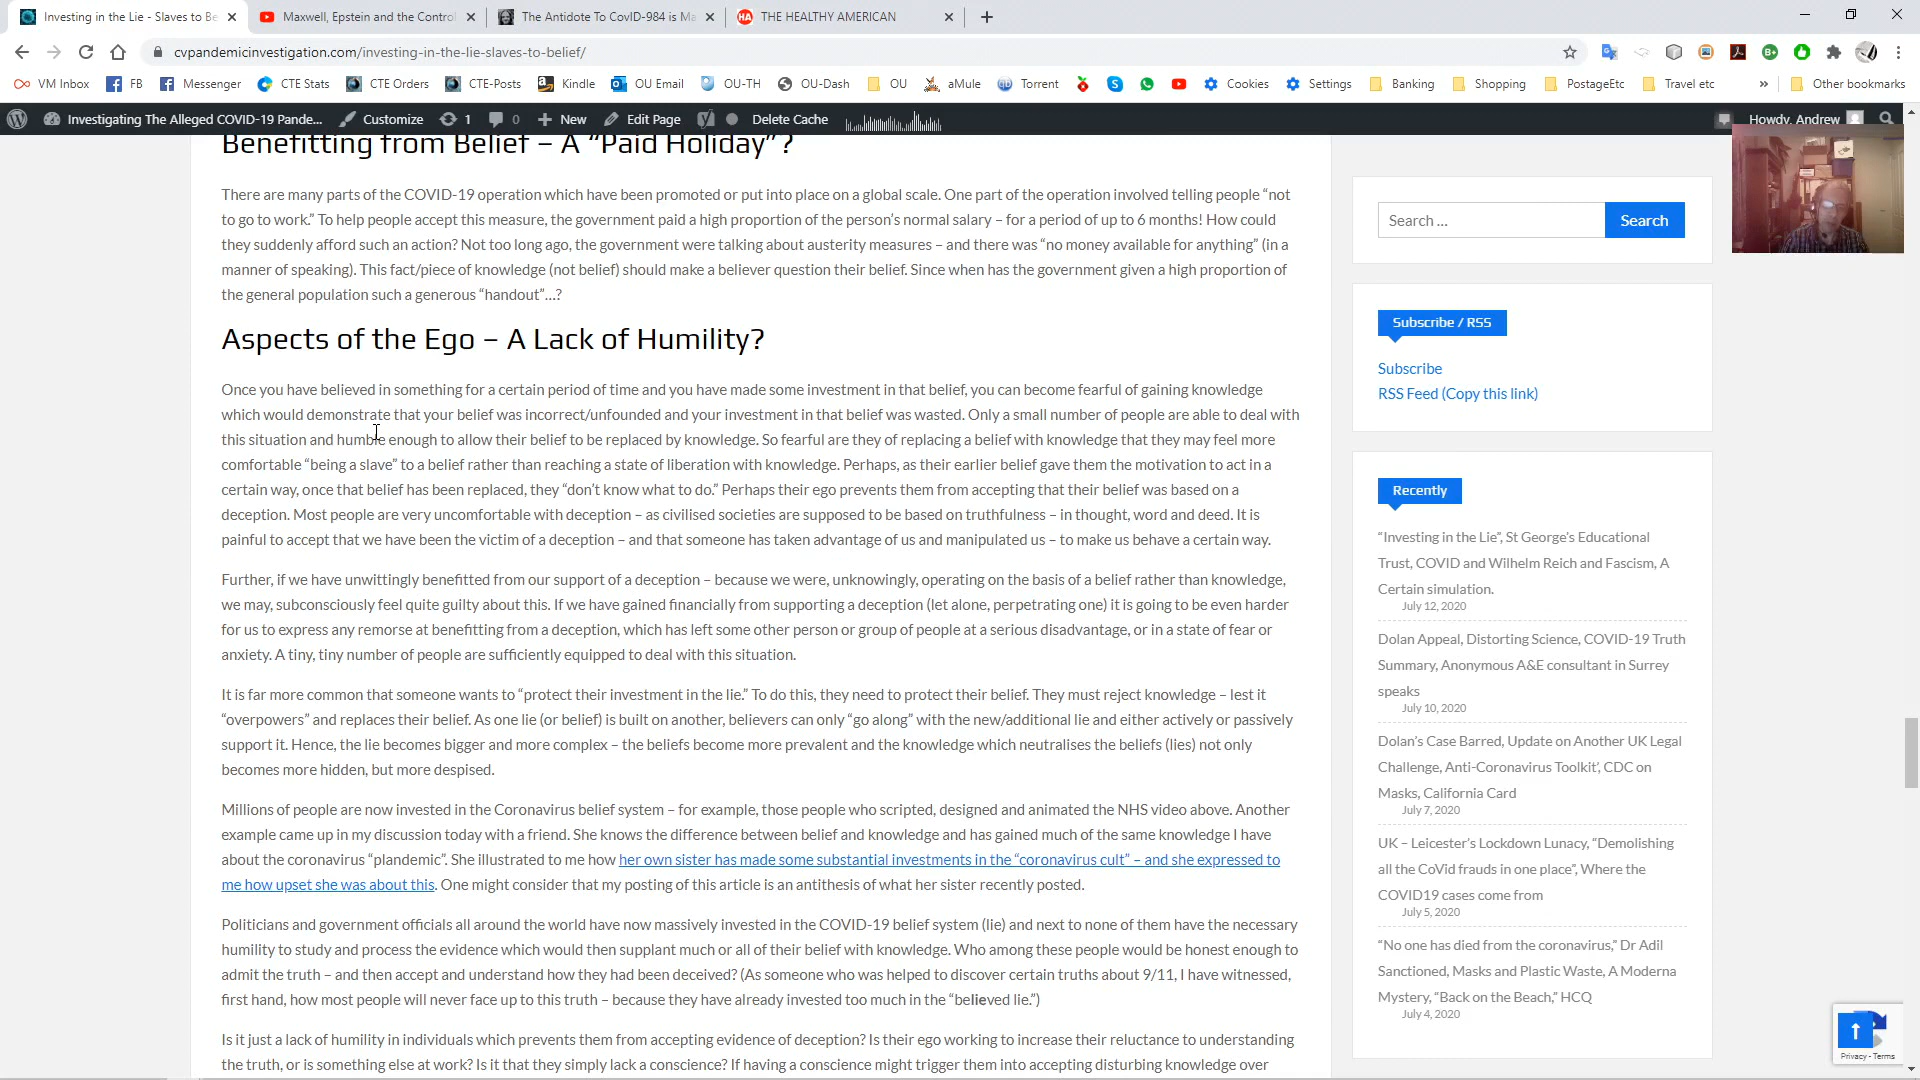 Investing in the Lie - Slaves to Be
Maxwell, Epstein and the Control
The Antidote To CovID-984 is Ma
THE HEALTHY AMERICAN
cvpandemicinvestigation.com/investing-in-the-lie-slaves-to-belief/
VM Inbox FB Messenger CTE Stats CTE Orders CTE-Posts Kindle OU Email OU-TH OU-Dash OU aMule Torrent Cookies Settings Banking Shopping PostageEtc Travel etc » Other bookmarks
Investigating The Alleged COVID-19 Pande... Customize 1 0 New Edit Page Delete Cache Howdy, Andrew
Benefitting from Belief – A “Paid Holiday”?
There are many parts of the COVID-19 operation which have been promoted or put into place on a global scale. One part of the operation involved telling people “not
to go to work.” To help people accept this measure, the government paid a high proportion of the person’s normal salary – for a period of up to 6 months! How could
they suddenly afford such an action? Not too long ago, the government were talking about austerity measures – and there was “no money available for anything” (in a
manner of speaking). This fact/piece of knowledge (not belief) should make a believer question their belief. Since when has the government given a high proportion of
the general population such a generous “handout”…?
Aspects of the Ego – A Lack of Humility?
Once you have believed in something for a certain period of time and you have made some investment in that belief, you can become fearful of gaining knowledge
which would demonstrate that your belief was incorrect/unfounded and your investment in that belief was wasted. Only a small number of people are able to deal with
this situation and humble enough to allow their belief to be replaced by knowledge. So fearful are they of replacing a belief with knowledge that they may feel more
comfortable “being a slave” to a belief rather than reaching a state of liberation with knowledge. Perhaps, as their earlier belief gave them the motivation to act in a
certain way, once that belief has been replaced, they “don’t know what to do.” Perhaps their ego prevents them from accepting that their belief was based on a
deception. Most people are very uncomfortable with deception – as civilised societies are supposed to be based on truthfulness – in thought, word and deed. It is
painful to accept that we have been the victim of a deception – and that someone has taken advantage of us and manipulated us – to make us behave a certain way.
Further, if we have unwittingly benefitted from our support of a deception – because we were, unknowingly, operating on the basis of a belief rather than knowledge,
we may, subconsciously feel quite guilty about this. If we have gained financially from supporting a deception (let alone, perpetrating one) it is going to be even harder
for us to express any remorse at benefitting from a deception, which has left some other person or group of people at a serious disadvantage, or in a state of fear or
anxiety. A tiny, tiny number of people are sufficiently equipped to deal with this situation.
It is far more common that someone wants to “protect their investment in the lie.” To do this, they need to protect their belief. They must reject knowledge – lest it
“overpowers” and replaces their belief. As one lie (or belief) is built on another, believers can only “go along” with the new/additional lie and either actively or passively
support it. Hence, the lie becomes bigger and more complex – the beliefs become more prevalent and the knowledge which neutralises the beliefs (lies) not only
becomes more hidden, but more despised.
Millions of people are now invested in the Coronavirus belief system – for example, those people who scripted, designed and animated the NHS video above. Another
example came up in my discussion today with a friend. She knows the difference between belief and knowledge and has gained much of the same knowledge I have
about the coronavirus “plandemic”. She illustrated to me how her own sister has made some substantial investments in the “coronavirus cult” – and she expressed to
me how upset she was about this. One might consider that my posting of this article is an antithesis of what her sister recently posted.
Politicians and government officials all around the world have now massively invested in the COVID-19 belief system (lie) and next to none of them have the necessary
humility to study and process the evidence which would then supplant much or all of their belief with knowledge. Who among these people would be honest enough to
admit the truth – and then accept and understand how they had been deceived? (As someone who was helped to discover certain truths about 9/11, I have witnessed,
first hand, how most people will never face up to this truth – because they have already invested too much in the “believed lie.”)
Is it just a lack of humility in individuals which prevents them from accepting evidence of deception? Is their ego working to increase their reluctance to understanding
the truth, or is something else at work? Is it that they simply lack a conscience? If having a conscience might trigger them into accepting disturbing knowledge over
Search ...
Search
Subscribe / RSS
Subscribe
RSS Feed (Copy this link)
Recently
“Investing in the Lie”, St George’s Educational
Trust, COVID and Wilhelm Reich and Fascism, A
Certain simulation.
July 12, 2020
Dolan Appeal, Distorting Science, COVID-19 Truth
Summary, Anonymous A&E consultant in Surrey
speaks
July 10, 2020
Dolan’s Case Barred, Update on Another UK Legal
Challenge, Anti-Coronavirus Toolkit’, CDC on
Masks, California Card
July 7, 2020
UK – Leicester’s Lockdown Lunacy, “Demolishing
all the CoVid frauds in one place”, Where the
COVID19 cases come from
July 5, 2020
“No one has died from the coronavirus,” Dr Adil
Sanctioned, Masks and Plastic Waste, A Moderna
Mystery, “Back on the Beach,” HCQ
July 4, 2020
Privacy - Terms